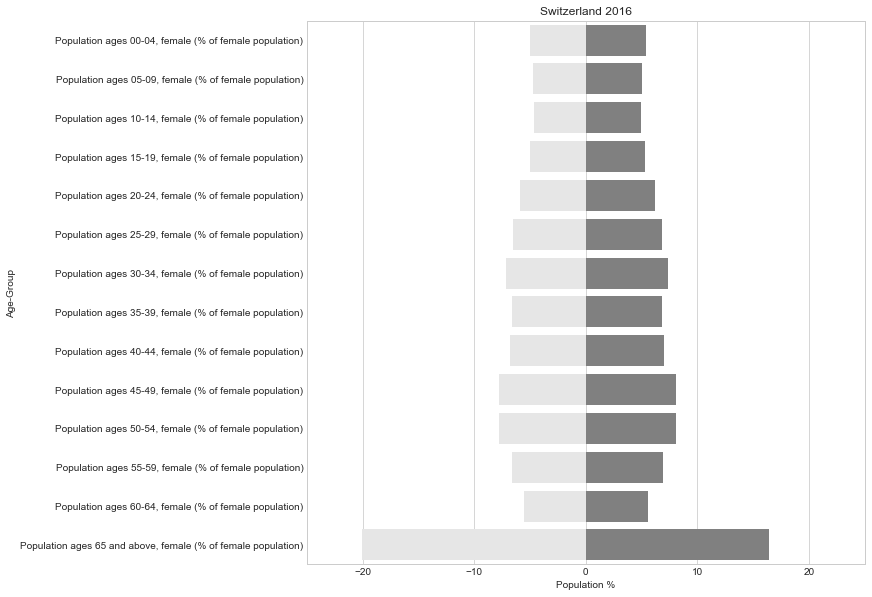 Switzerland 2016
Population ages 00-04, female (% of female population)
Population ages 05-09, female (% of female population)
Population ages 10-14, female (% of female population)
Population ages 15-19, female (% of female population)
Population ages 20-24, female (% of female population)
Population ages 25-29, female (% of female population)
Population ages 30-34, female (% of female population)
Population ages 35-39, female (% of female population)
Population ages 40-44, female (% of female population)
Population ages 45-49, female (% of female population)
Population ages 50-54, female (% of female population)
Population ages 55-59, female (% of female population)
Population ages 60-64, female (% of female population)
Population ages 65 and above, female (% of female population)
Age-Group
−20 −10 0 10 20
Population %